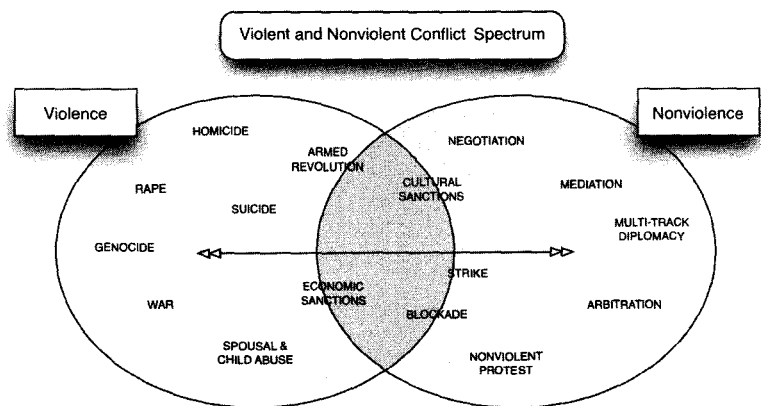 Violent and Nonviolent Conflict Spectrum
Violence
Nonviolence
HOMICIDE
ARMED
REVOLUTION
NEGOTIATION
RAPE
CULTURAL
SANCTIONS
MEDIATION
SUICIDE
MULTI-TRACK
DIPLOMACY
GENOCIDE
ECONOMIC
SANCTIONS
STRIKE
WAR
BLOCKADE
ARBITRATION
SPOUSAL &
CHILD ABUSE
NONVIOLENT
PROTEST